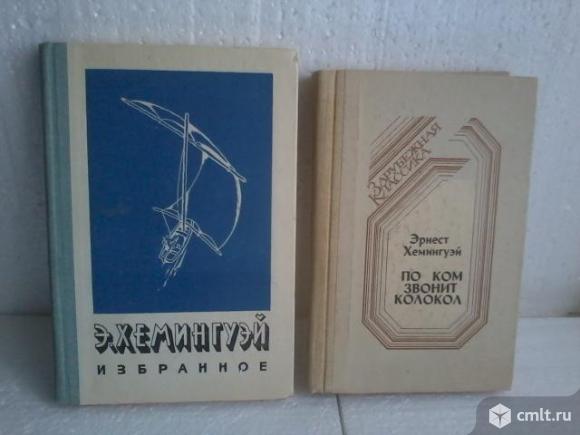 Э.ХЕМИНГУЭЙ
ИЗБРАННОЕ
ЗАРУБЕЖНАЯ
КЛАССИКА
Эрнест
Хемингуэй
ПО КОМ
ЗВОНИТ
КОЛОКОЛ
cmlt.ru